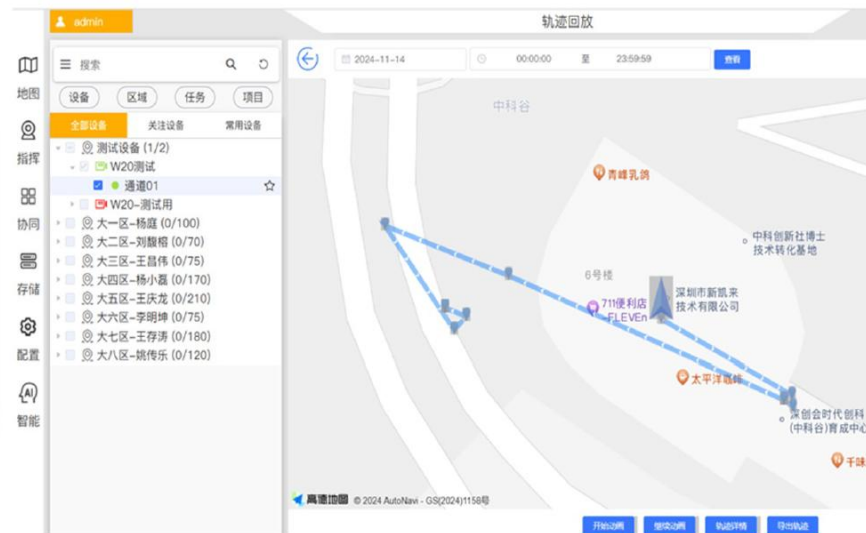 admin
轨迹回放
搜索
2024-11-14
00:00:00 至 23:59:59
查看
地图
指挥
协同
存储
配置
智能
设备 区域 任务 项目
全部设备 关注设备 常用设备
测试设备 (1/2)
W20测试
通道01
W20-测试用
大一区-杨庭 (0/100)
大二区-刘馥榕 (0/70)
大三区-王昌伟 (0/75)
大四区-杨小磊 (0/170)
大五区-王庆龙 (0/210)
大六区-李明坤 (0/75)
大七区-王存涛 (0/180)
大八区-姚传乐 (0/120)
中科谷
青峰乳鸽
中科创新社博士
技术转化基地
6号楼
711便利店
-ELEVEn
深圳市新凯来
技术有限公司
太平洋咖啡
深创会时代创科
(中科谷)育成中心
千味
高德地图 © 2024 AutoNavi - GS(2024)1158号
开始动画 继续动画 轨迹详情 导出轨迹